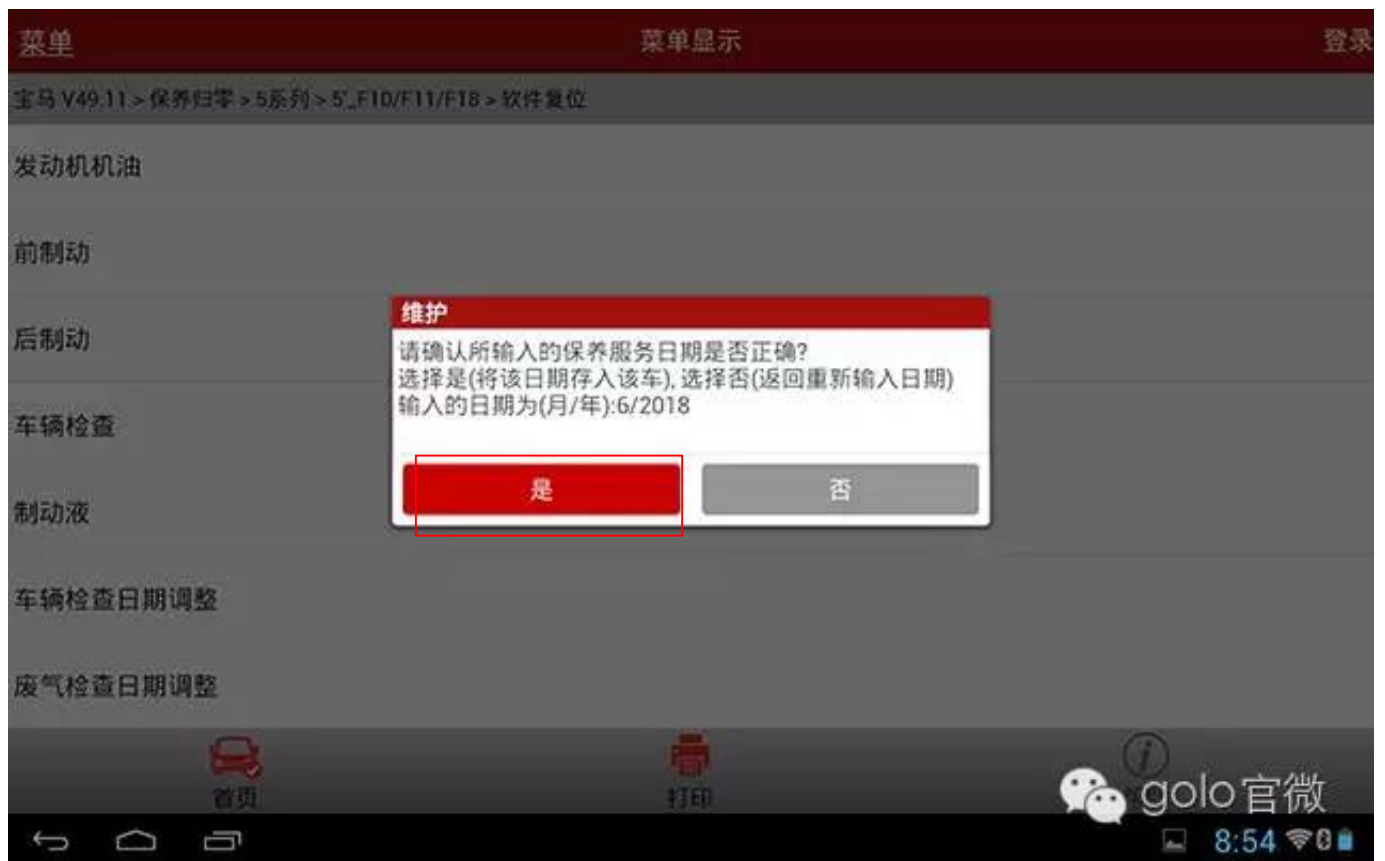 菜单
菜单显示
登录
宝马 V49.11 > 保养归零 > 5系列 > 5'_F10/F11/F18 > 软件复位
发动机机油
前制动
后制动
车辆检查
制动液
车辆检查日期调整
废气检查日期调整
维护
请确认所输入的保养服务日期是否正确?
选择是(将该日期存入该车), 选择否(返回重新输入日期)
输入的日期为(月/年):6/2018
是
否
首页
打印
golo官微
8:54